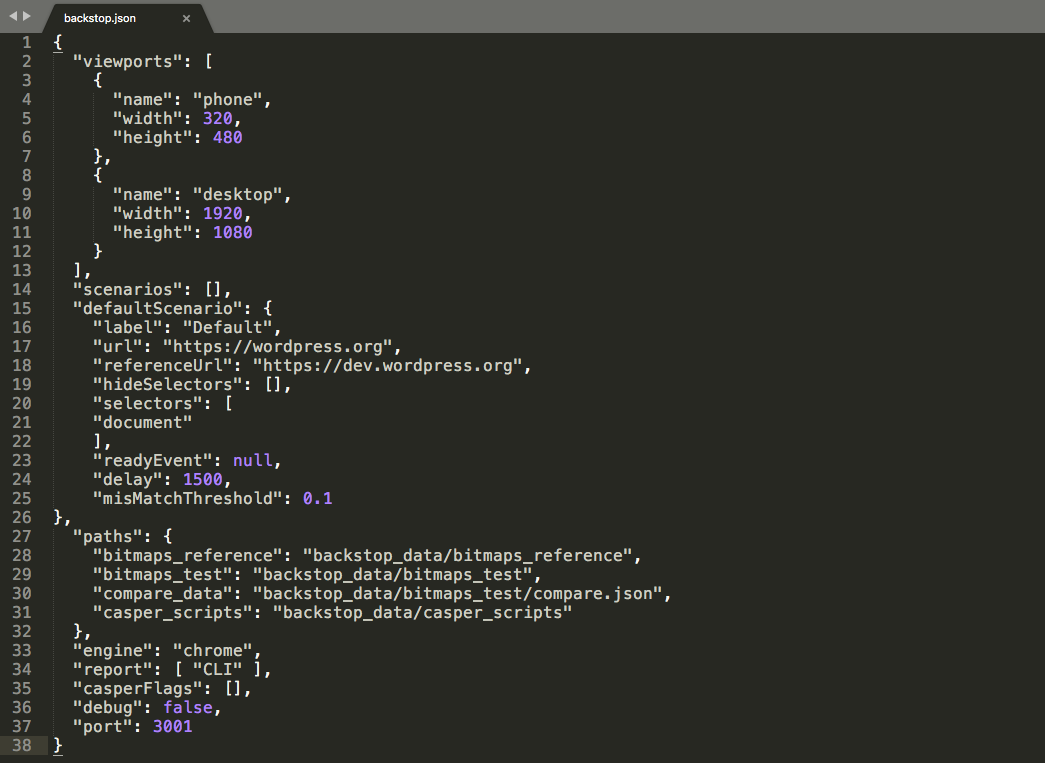 backstop.json ×
1 {
2   "viewports": [
3     {
4       "name": "phone",
5       "width": 320,
6       "height": 480
7     },
8     {
9       "name": "desktop",
10       "width": 1920,
11       "height": 1080
12     }
13   ],
14   "scenarios": [],
15   "defaultScenario": {
16     "label": "Default",
17     "url": "https://wordpress.org",
18     "referenceUrl": "https://dev.wordpress.org",
19     "hideSelectors": [],
20     "selectors": [
21     "document"
22     ],
23     "readyEvent": null,
24     "delay": 1500,
25     "misMatchThreshold": 0.1
26 },
27   "paths": {
28     "bitmaps_reference": "backstop_data/bitmaps_reference",
29     "bitmaps_test": "backstop_data/bitmaps_test",
30     "compare_data": "backstop_data/bitmaps_test/compare.json",
31     "casper_scripts": "backstop_data/casper_scripts"
32   },
33   "engine": "chrome",
34   "report": [ "CLI" ],
35   "casperFlags": [],
36   "debug": false,
37   "port": 3001
38 }